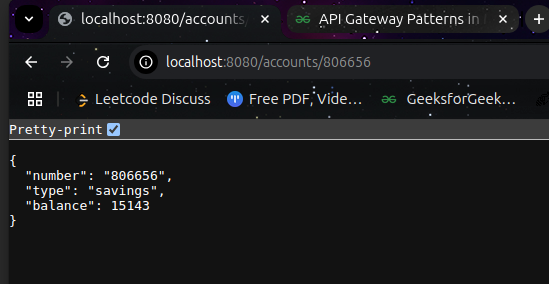 localhost:8080/accounts/
API Gateway Patterns in
localhost:8080/accounts/806656
Leetcode Discuss
Free PDF, Vide...
GeeksforGeek...
Pretty-print
{
"number": "806656",
"type": "savings",
"balance": 15143
}